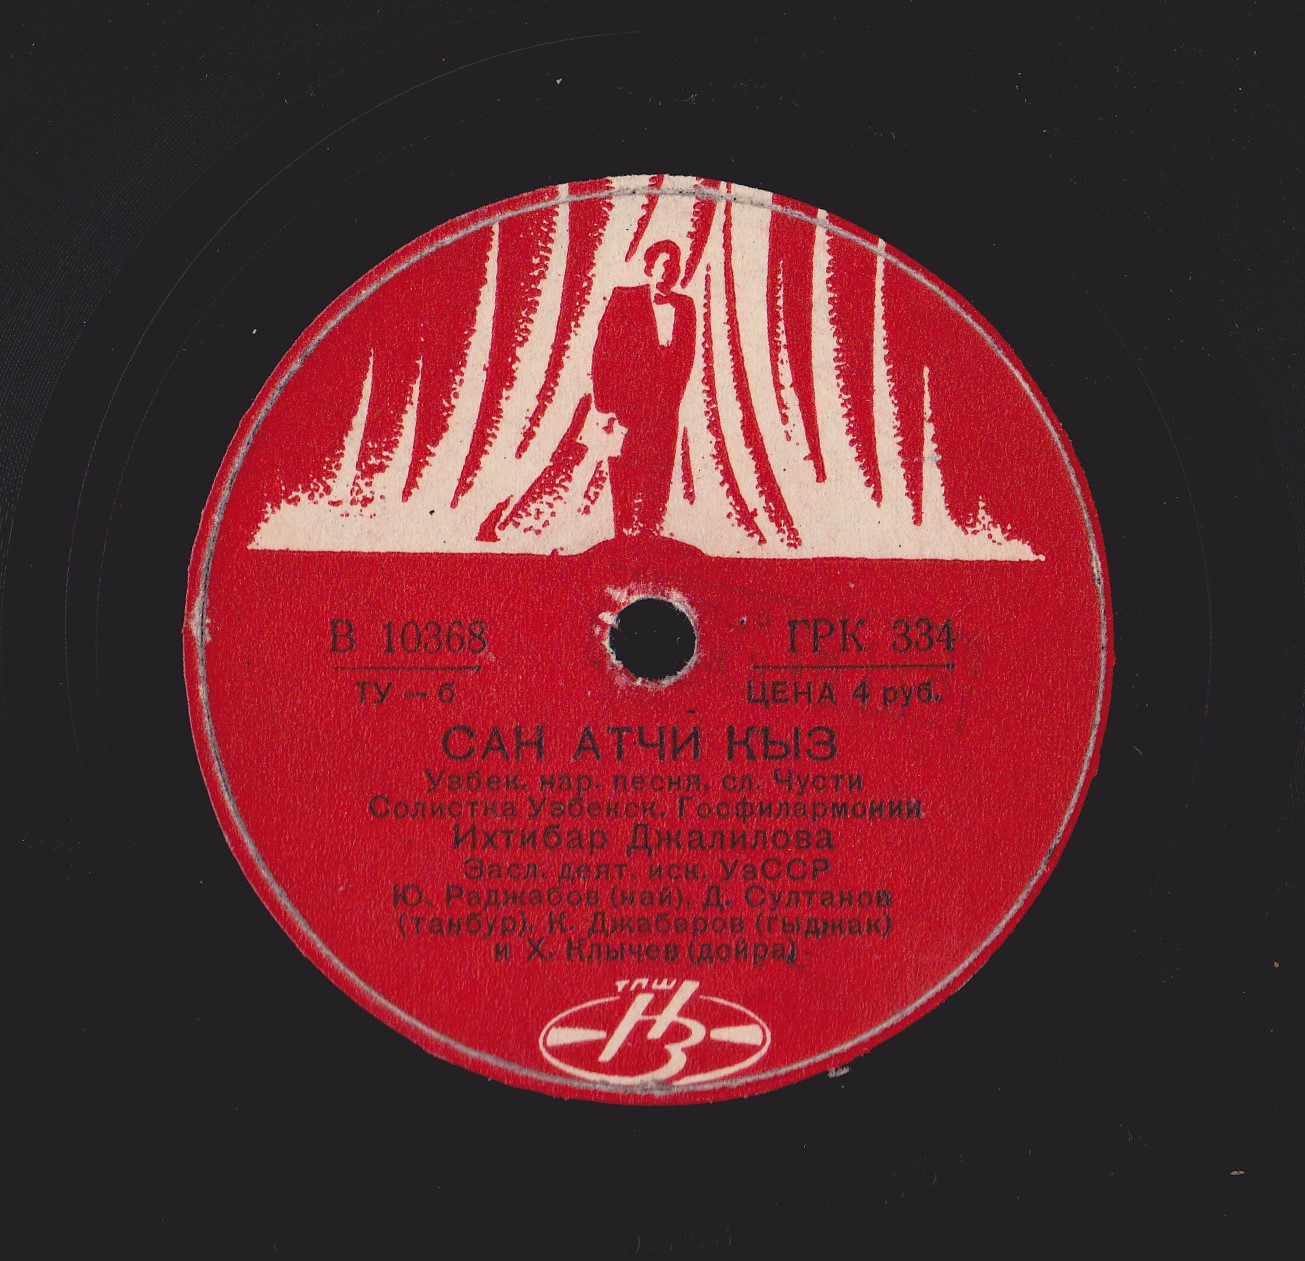 В 10368 ГРК 334
ТУ — б ЦЕНА 4 руб.
САН АТЧИ КЫЗ
Узбек. нар. песня, сл. Чусти
Солистка Узбекск. Госфилармонии
Ихтибар Джалилова
Засл. деят. иск. УзССР
Ю. Раджабов (най), Д. Султанов
(танбур), К. Джабаров (гыджак)
и Х. Клычев (дойра)
ТПШ
НЗ